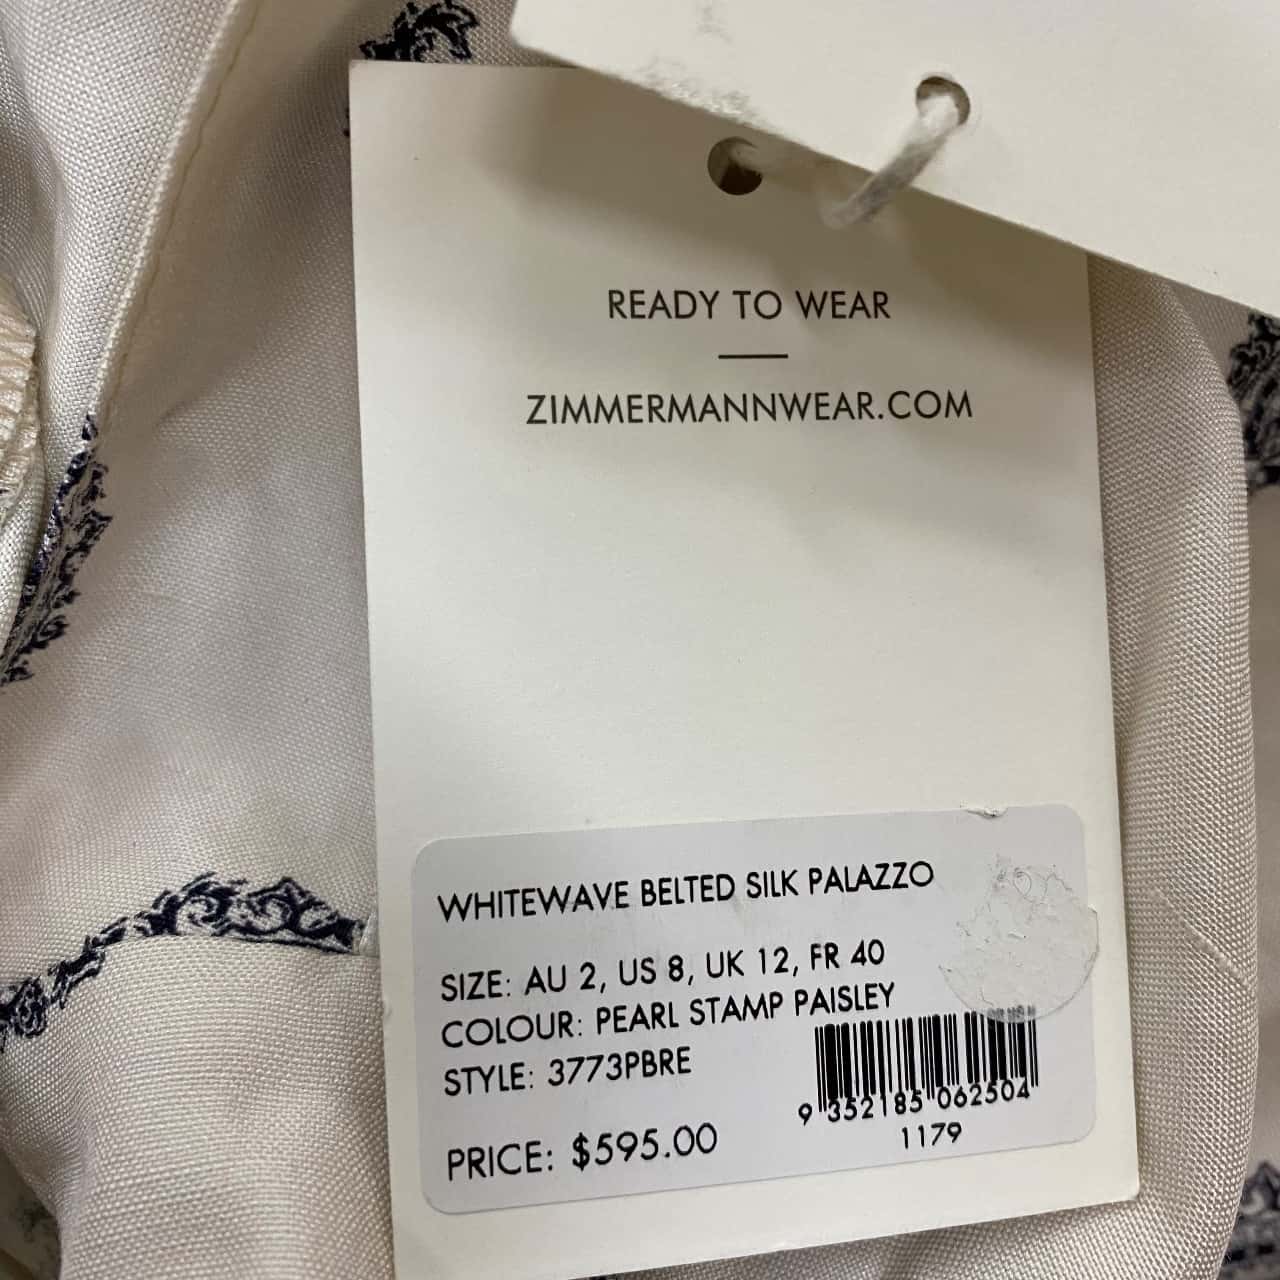 READY TO WEAR
ZIMMERMANNWEAR.COM
WHITEWAVE BELTED SILK PALAZZO
SIZE: AU 2, US 8, UK 12, FR 40
COLOUR: PEARL STAMP PAISLEY
STYLE: 3773PBRE
PRICE: $595.00
9 352185 062504
1179